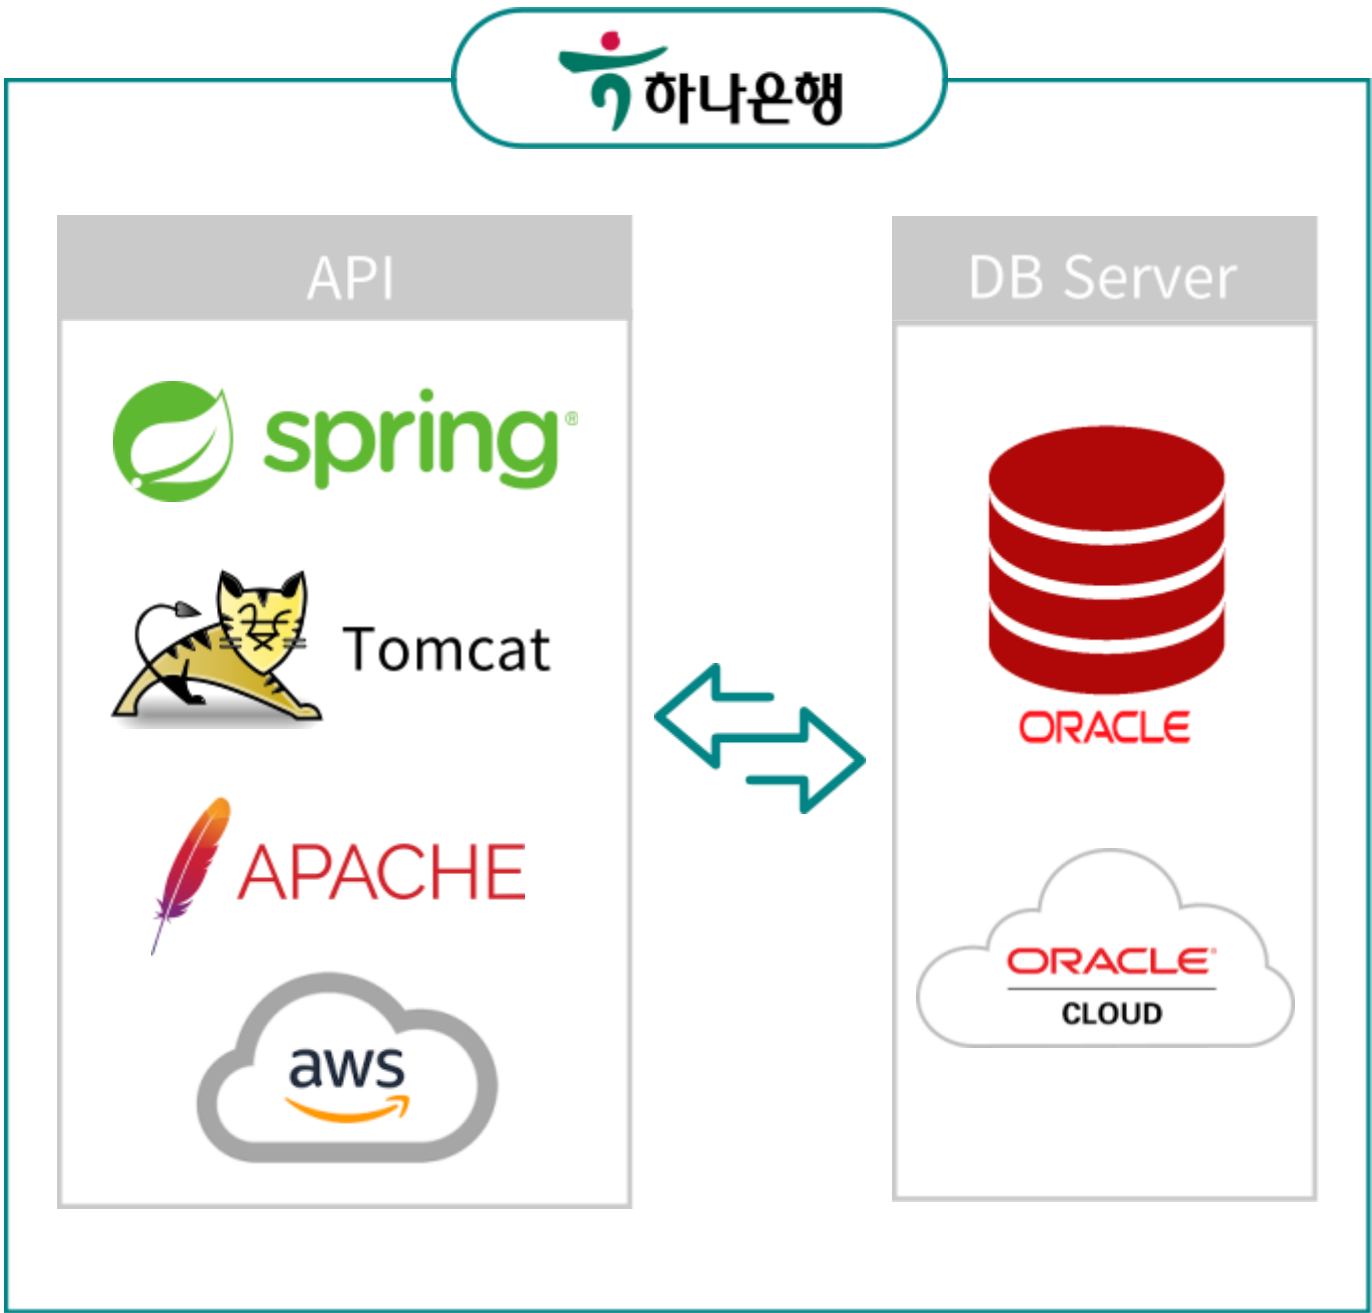 하나은행
API
DB Server
spring®
Tomcat
APACHE
aws
ORACLE
ORACLE®
CLOUD